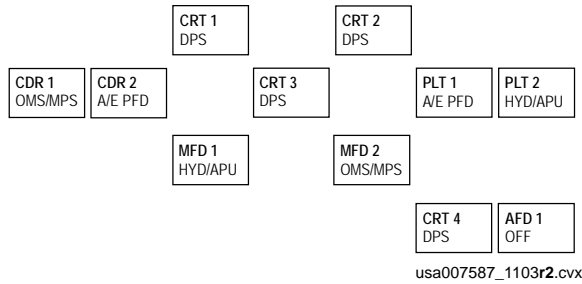 CRT 1
DPS
CRT 2
DPS
CDR 1
OMS/MPS
CDR 2
A/E PFD
CRT 3
DPS
PLT 1
A/E PFD
PLT 2
HYD/APU
MFD 1
HYD/APU
MFD 2
OMS/MPS
CRT 4
DPS
AFD 1
OFF
usa007587_1103r2.cvx